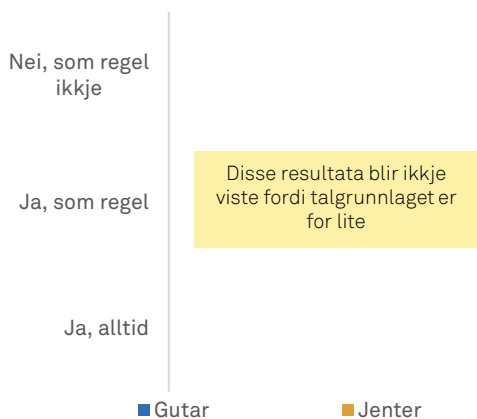 Nei, som regel
ikkje
Disse resultata blir ikkje
viste fordi talgrunnlaget er
for lite
Ja, som regel
Ja, alltid
Gutar
Jenter